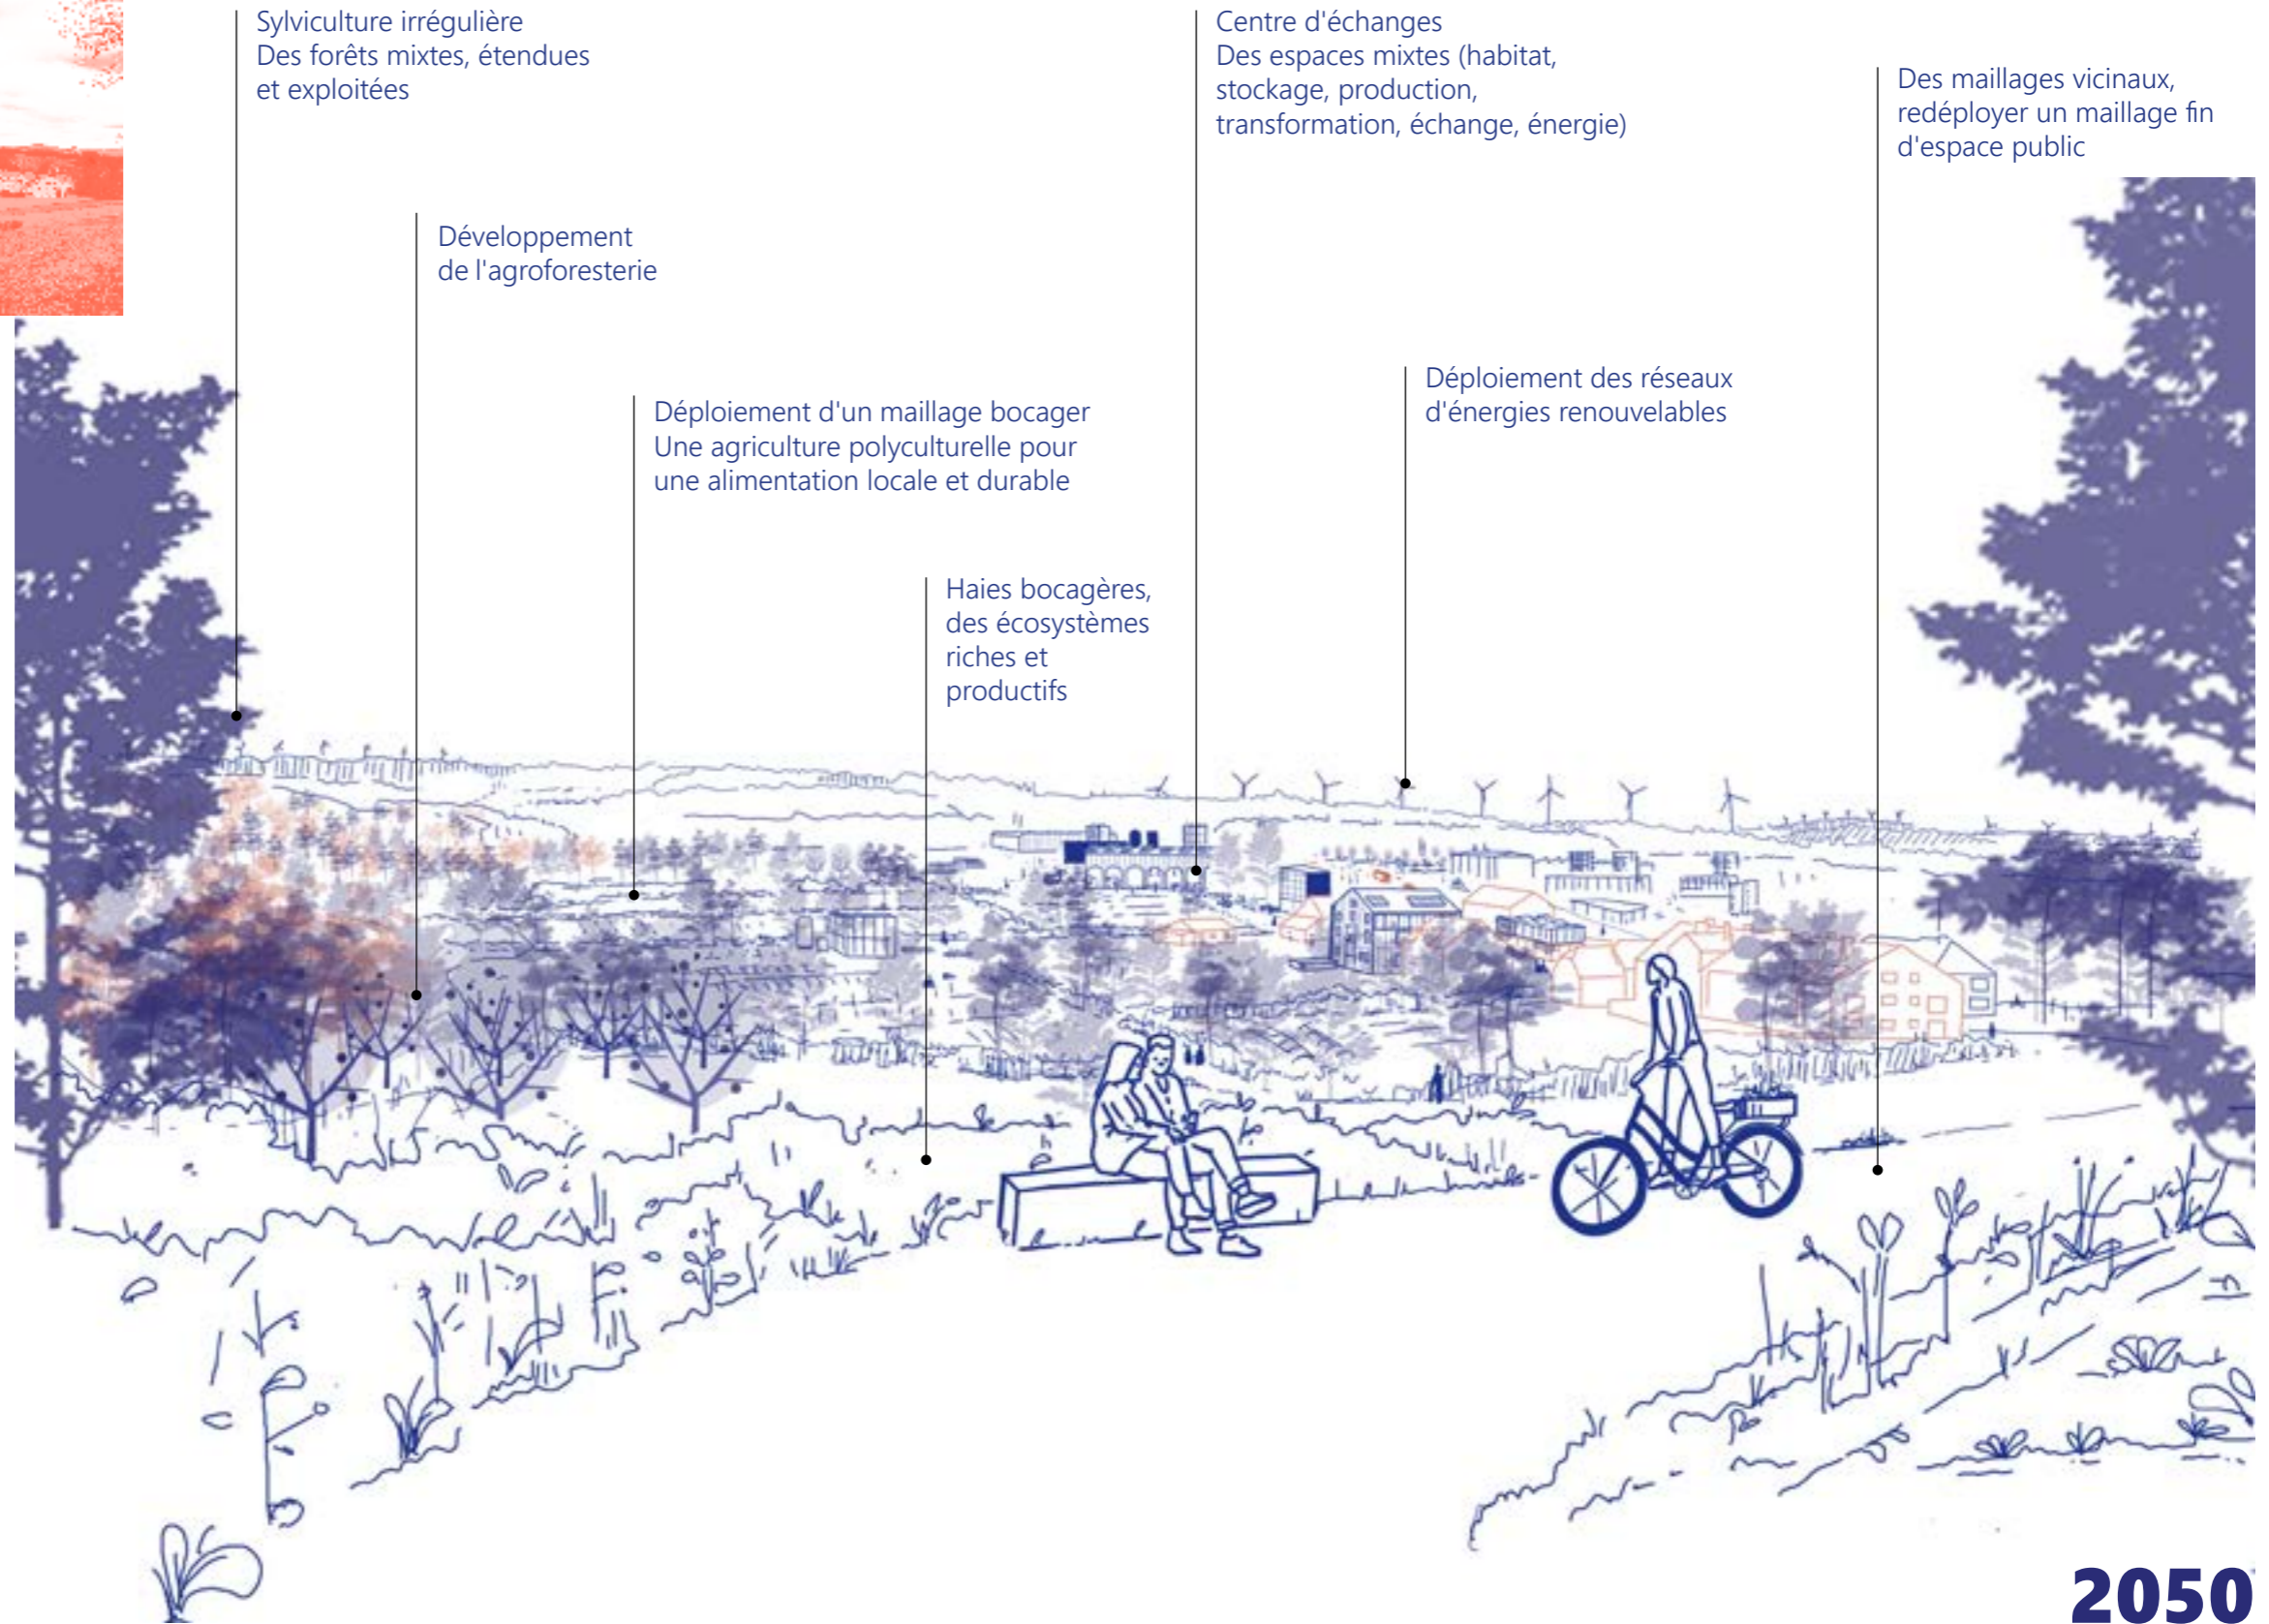 Sylviculture irrégulière
Des forêts mixtes, étendues
et exploitées
Centre d'échanges
Des espaces mixtes (habitat,
stockage, production,
transformation, échange, énergie)
Des maillages vicinaux,
redéployer un maillage fin
d'espace public
Développement
de l'agroforesterie
Déploiement des réseaux
d'énergies renouvelables
Déploiement d'un maillage bocager
Une agriculture polyculturelle pour
une alimentation locale et durable
Haies bocagères,
des écosystèmes
riches et
productifs
2050